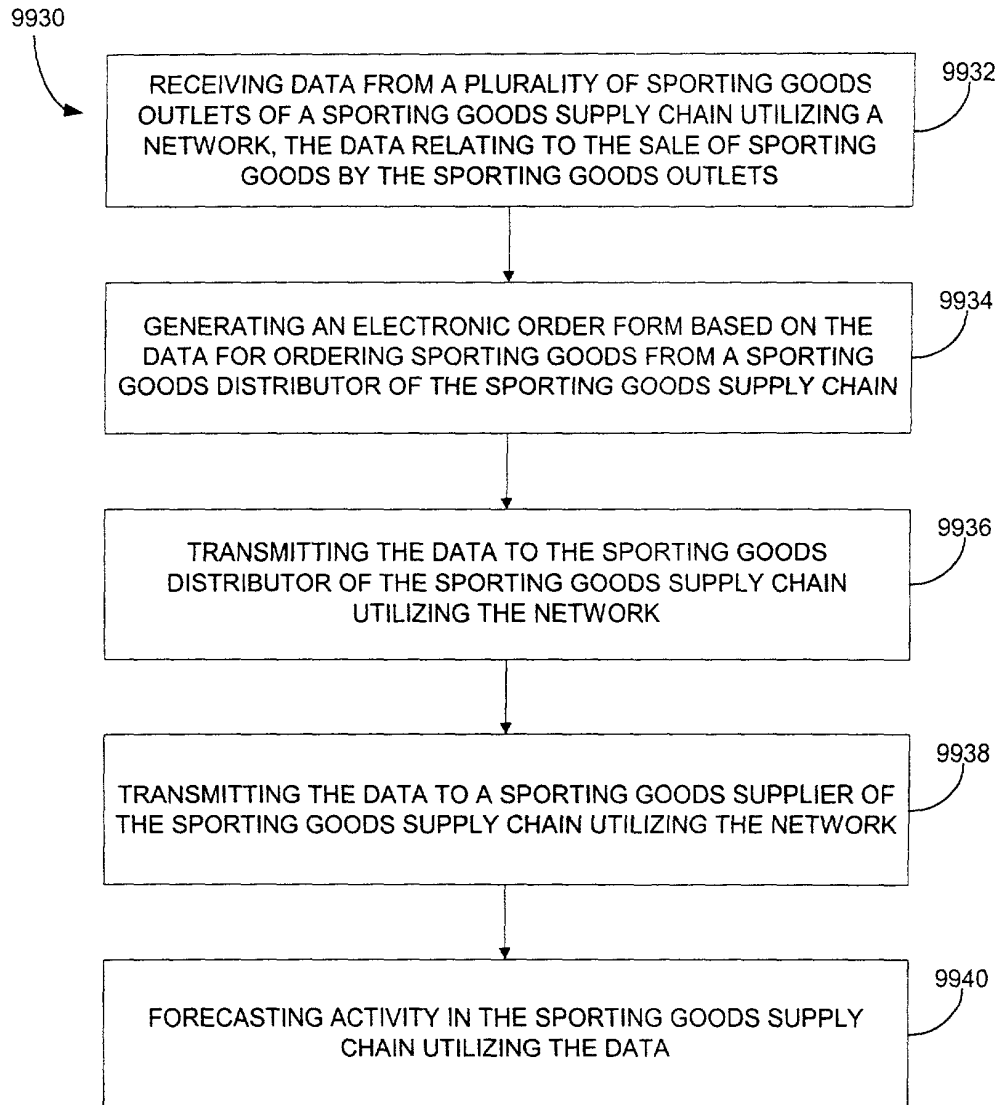 9930
RECEIVING DATA FROM A PLURALITY OF SPORTING GOODS
OUTLETS OF A SPORTING GOODS SUPPLY CHAIN UTILIZING A
NETWORK, THE DATA RELATING TO THE SALE OF SPORTING
GOODS BY THE SPORTING GOODS OUTLETS
9932
GENERATING AN ELECTRONIC ORDER FORM BASED ON THE
DATA FOR ORDERING SPORTING GOODS FROM A SPORTING
GOODS DISTRIBUTOR OF THE SPORTING GOODS SUPPLY CHAIN
9934
TRANSMITTING THE DATA TO THE SPORTING GOODS
DISTRIBUTOR OF THE SPORTING GOODS SUPPLY CHAIN
UTILIZING THE NETWORK
9936
TRANSMITTING THE DATA TO A SPORTING GOODS SUPPLIER OF
THE SPORTING GOODS SUPPLY CHAIN UTILIZING THE NETWORK
9938
FORECASTING ACTIVITY IN THE SPORTING GOODS SUPPLY
CHAIN UTILIZING THE DATA
9940